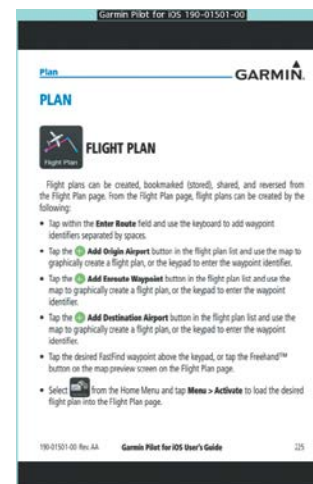 Garmin Pilot for iOS 190-01501-00
Plan
GARMIN
PLAN
Flight Plan
FLIGHT PLAN
Flight plans can be created, bookmarked (stored), shared, and reversed from
the Flight Plan page. From the Flight Plan page, flight plans can be created by the
following:
• Tap within the Enter Route field and use the keyboard to add waypoint
identifiers separated by spaces.
• Tap the Add Origin Airport button in the flight plan list and use the map to
graphically create a flight plan, or the keypad to enter the waypoint identifier.
• Tap the Add Enroute Waypoint button in the flight plan list and use the
map to graphically create a flight plan, or the keypad to enter the waypoint
identifier.
• Tap the Add Destination Airport button in the flight plan list and use the
map to graphically create a flight plan, or the keypad to enter the waypoint
identifier.
• Tap the desired FastFind waypoint above the keypad, or tap the Freehand™
button on the map preview screen on the Flight Plan page.
• Select from the Home Menu and tap Menu > Activate to load the desired
flight plan into the Flight Plan page.
190-01501-00 Rev. AA
Garmin Pilot for iOS User's Guide
225